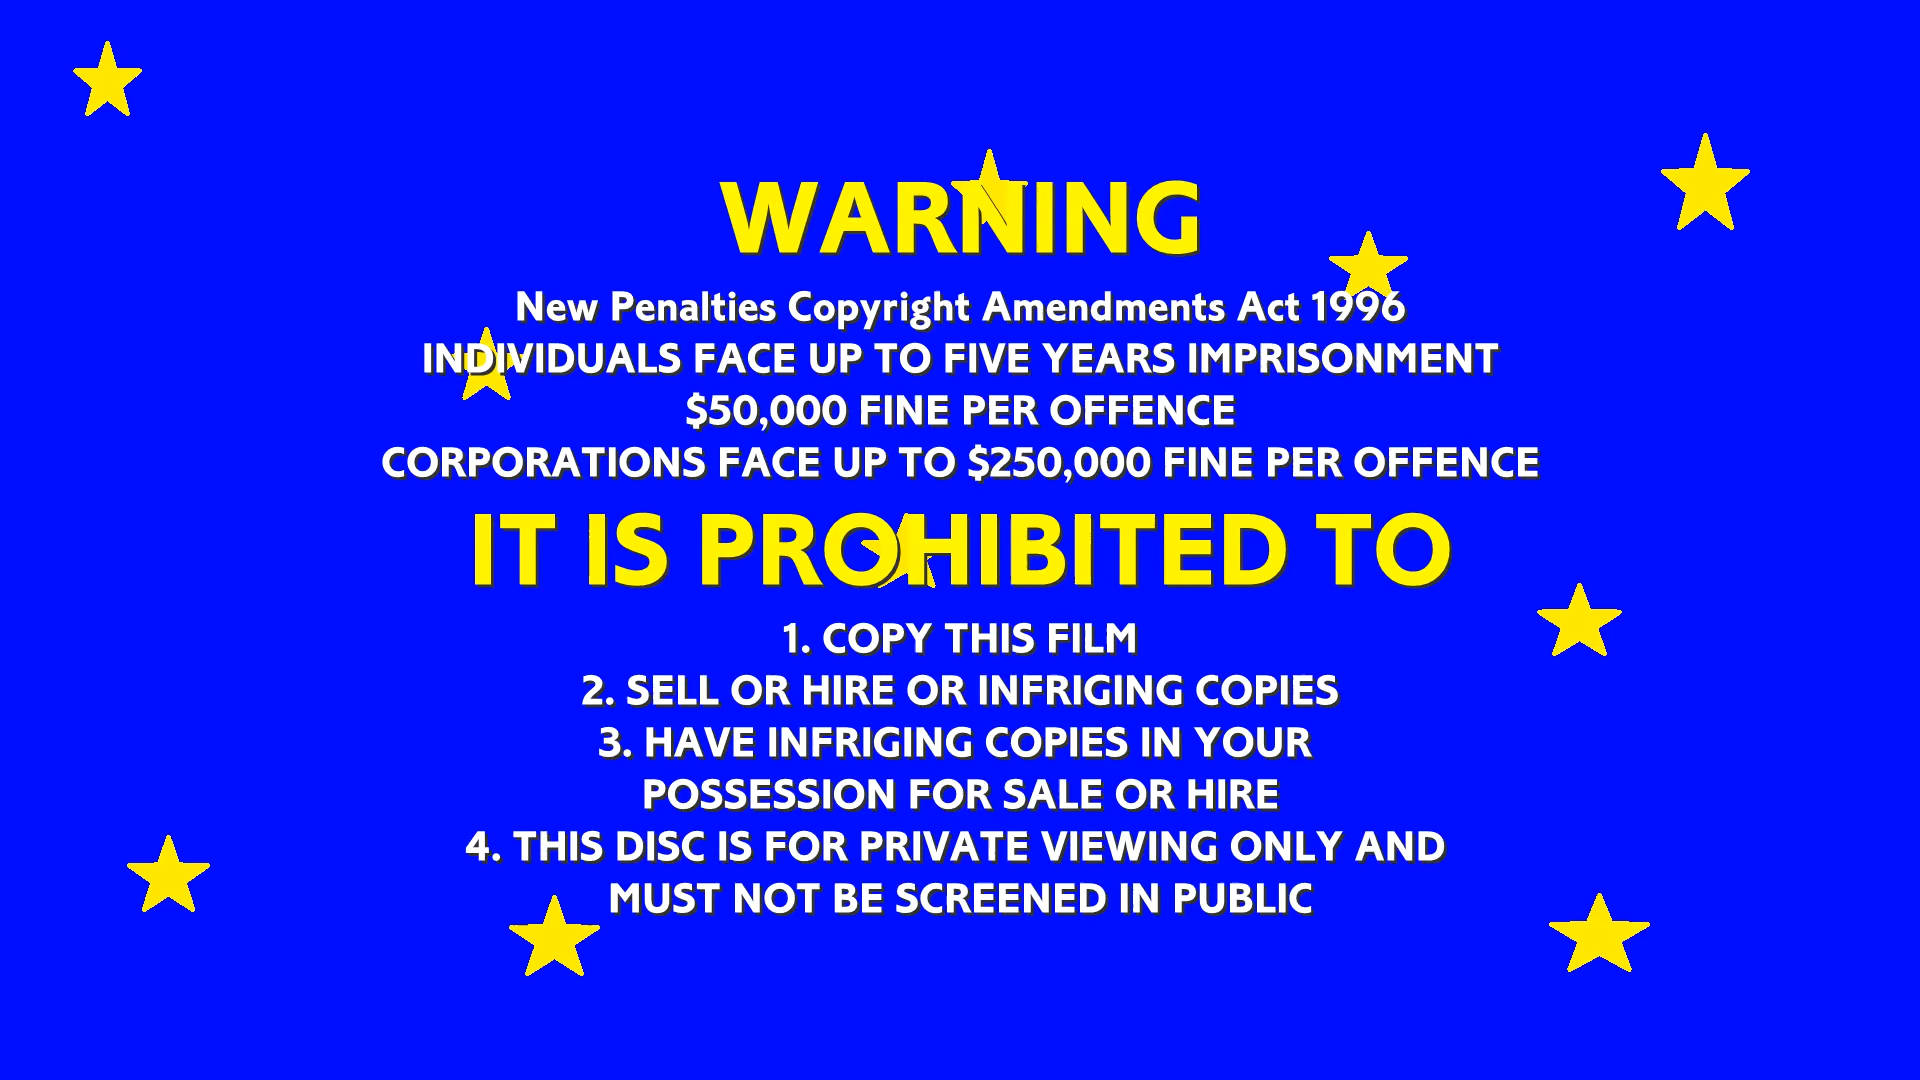 WARNING
New Penalties Copyright Amendments Act 1996
INDIVIDUALS FACE UP TO FIVE YEARS IMPRISONMENT
$50,000 FINE PER OFFENCE
CORPORATIONS FACE UP TO $250,000 FINE PER OFFENCE
IT IS PROHIBITED TO
1. COPY THIS FILM
2. SELL OR HIRE OR INFRIGING COPIES
3. HAVE INFRIGING COPIES IN YOUR
POSSESSION FOR SALE OR HIRE
4. THIS DISC IS FOR PRIVATE VIEWING ONLY AND
MUST NOT BE SCREENED IN PUBLIC